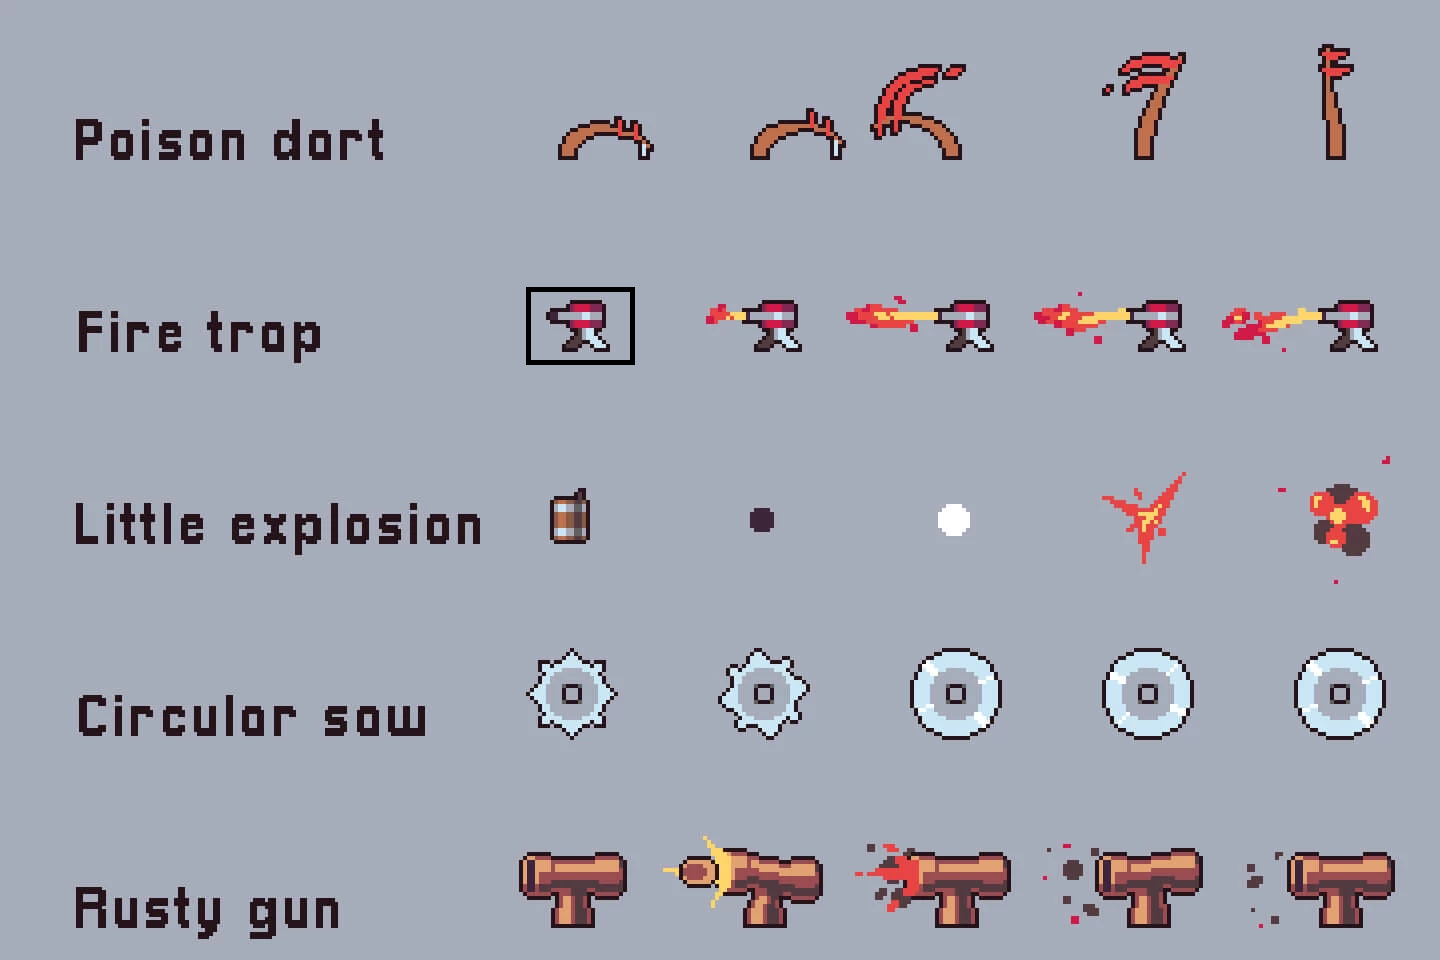 Poison dart
Fire trap
Little explosion
Circular saw
Rusty gun